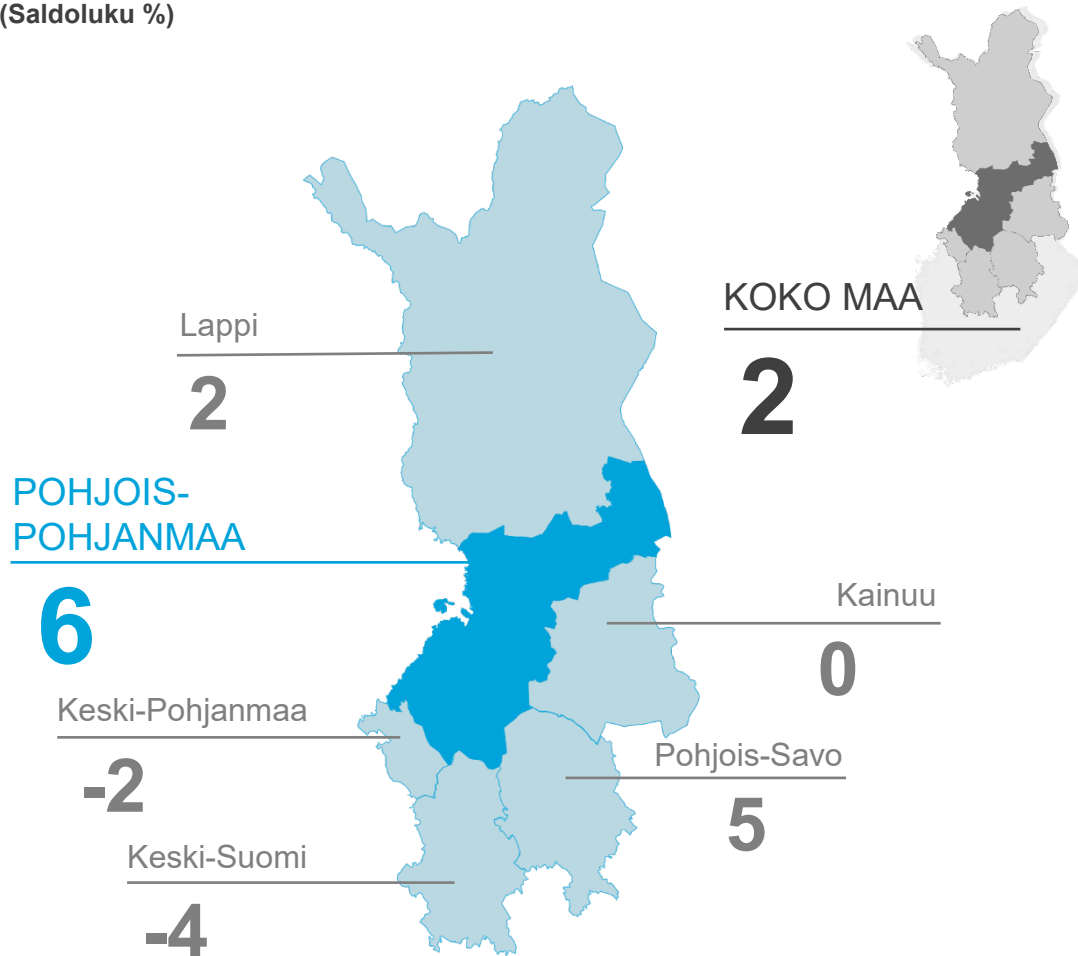 (Saldoluku %)
KOKO MAA
2
Lappi
2
POHJOIS-
POHJANMAA
6
Kainuu
0
Keski-Pohjanmaa
-2
Pohjois-Savo
5
Keski-Suomi
-4